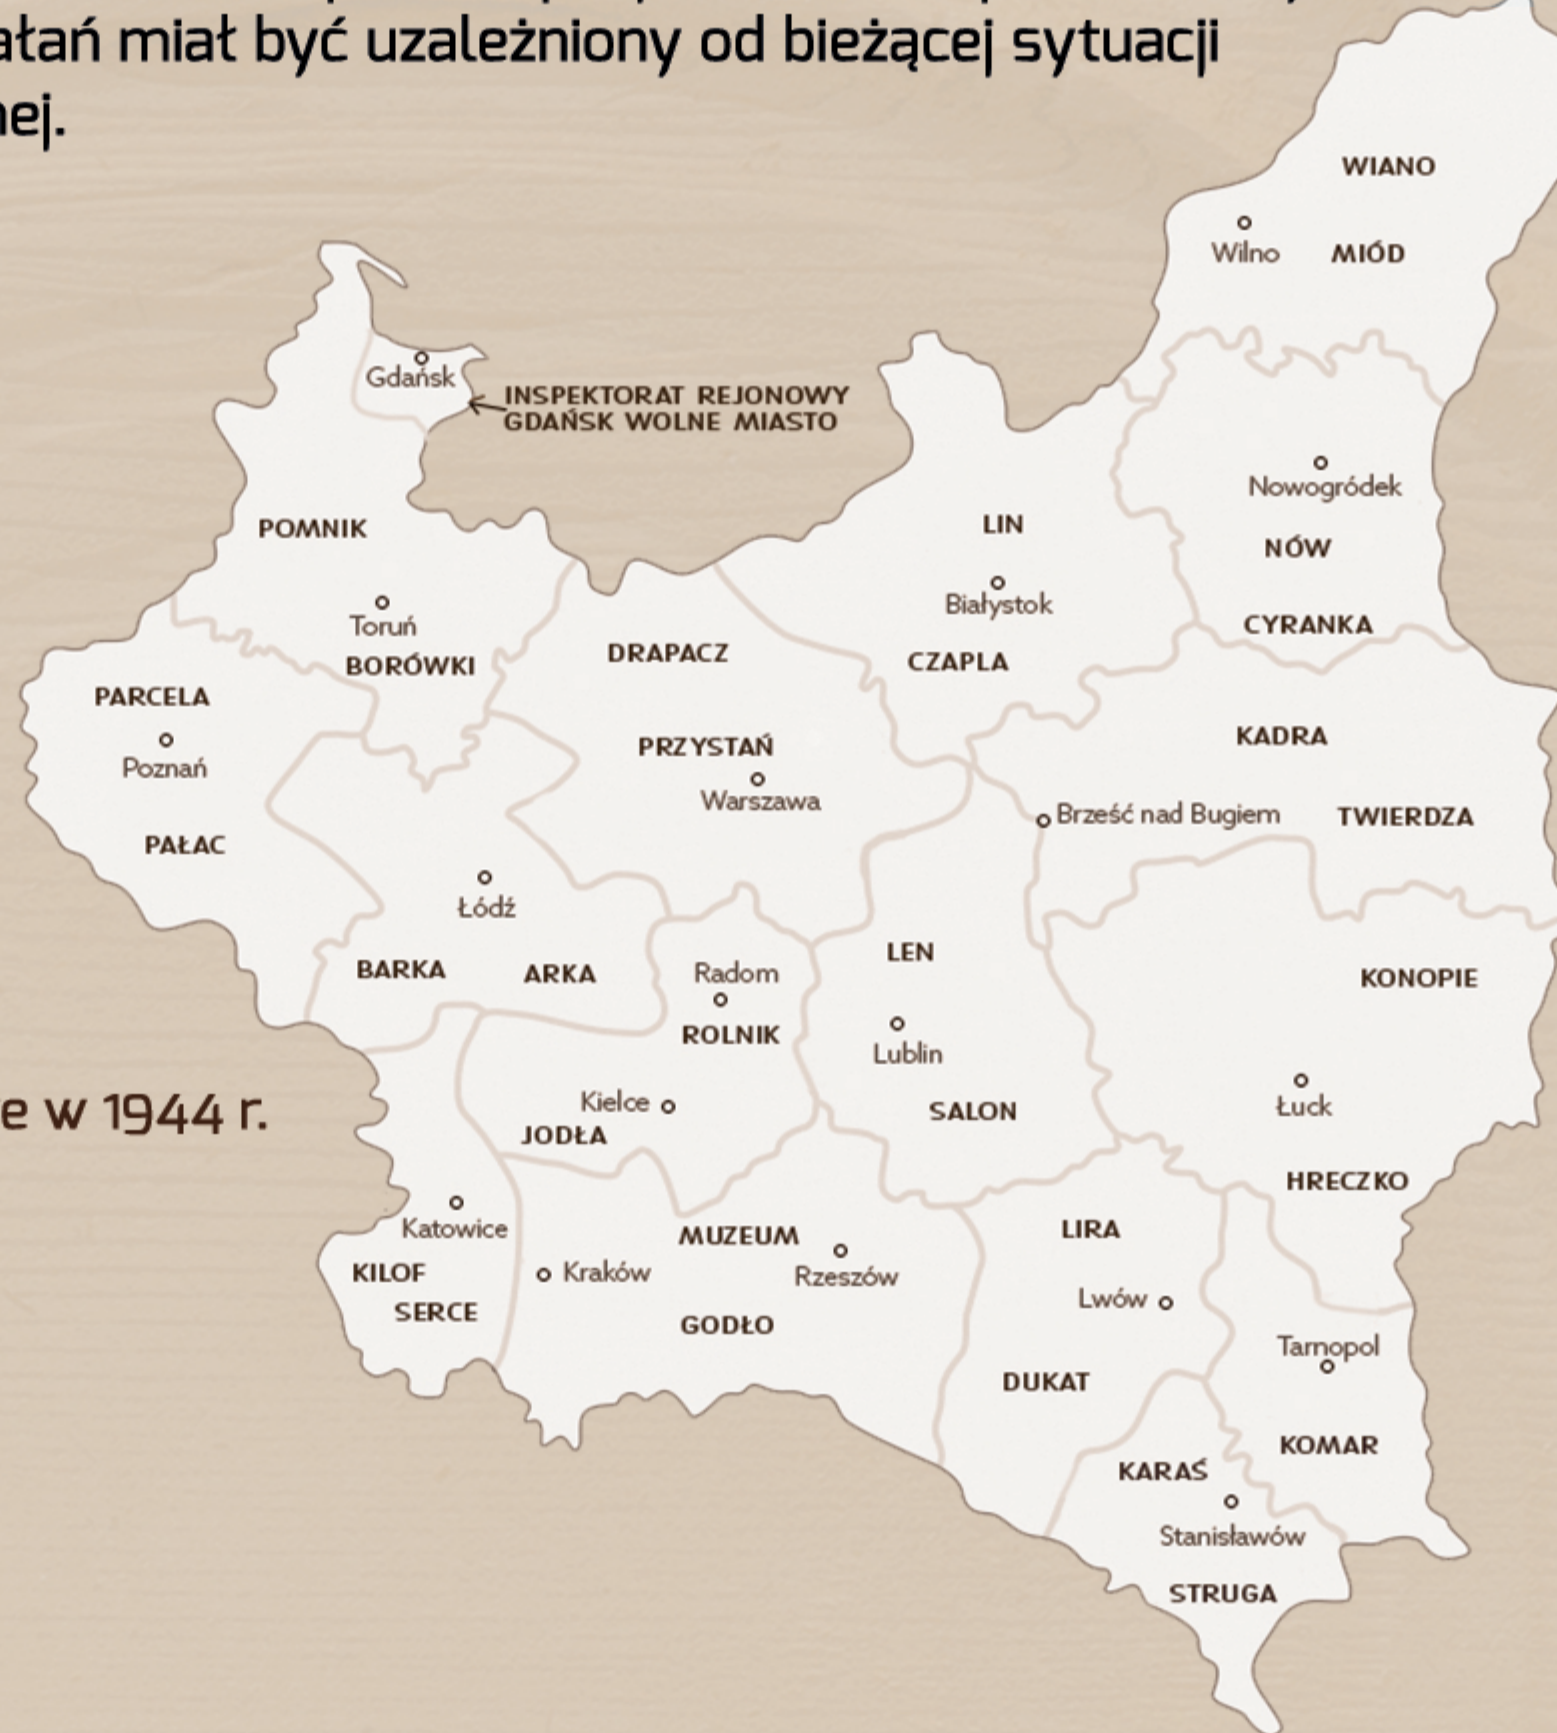 ałań miał być uzależniony od bieżącej sytuacji
nej.
WIANO
Wilno
MIÓD
Gdańsk
INSPEKTORAT REJONOWY
GDAŃSK WOLNE MIASTO
Nowogródek
POMNIK
LIN
NÓW
Białystok
Toruń
CYRANKA
BORÓWKI
DRAPACZ
CZAPLA
PARCELA
KADRA
PRZYSTAŃ
Poznań
Warszawa
Brześć nad Bugiem
TWIERDZA
PAŁAC
Łódź
LEN
BARKA
ARKA
Radom
KONOPIE
ROLNIK
Lublin
Kielce
Łuck
e w 1944 r.
SALON
JODŁA
HRECZKO
Katowice
MUZEUM
LIRA
KILOF
Kraków
Rzeszów
Lwów
SERCE
GODŁO
Tarnopol
DUKAT
KOMAR
KARAŚ
Stanisławów
STRUGA